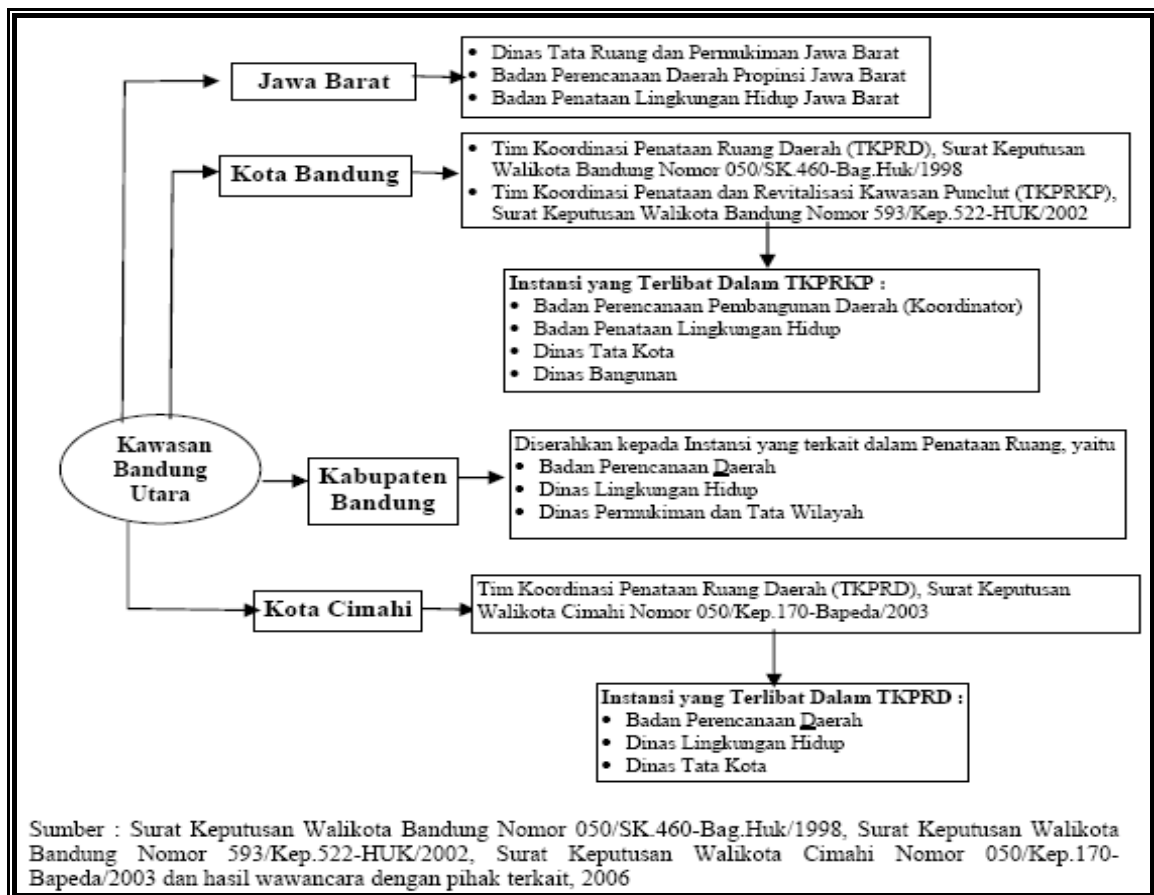 Jawa Barat
• Dinas Tata Ruang dan Permukiman Jawa Barat
• Badan Perencanaan Daerah Propinsi Jawa Barat
• Badan Penataan Lingkungan Hidup Jawa Barat
Kota Bandung
• Tim Koordinasi Penataan Ruang Daerah (TKPRD), Surat Keputusan
Walikota Bandung Nomor 050/SK.460-Bag.Huk/1998
• Tim Koordinasi Penataan dan Revitalisasi Kawasan Punclut (TKPRKP),
Surat Keputusan Walikota Bandung Nomor 593/Kep.522-HUK/2002
Instansi yang Terlibat Dalam TKPRKP :
• Badan Perencanaan Pembangunan Daerah (Koordinator)
• Badan Penataan Lingkungan Hidup
• Dinas Tata Kota
• Dinas Bangunan
Kawasan
Bandung
Utara
Kabupaten
Bandung
Diserahkan kepada Instansi yang terkait dalam Penataan Ruang, yaitu
• Badan Perencanaan Daerah
• Dinas Lingkungan Hidup
• Dinas Permukiman dan Tata Wilayah
Kota Cimahi
Tim Koordinasi Penataan Ruang Daerah (TKPRD), Surat Keputusan
Walikota Cimahi Nomor 050/Kep.170-Bapeda/2003
Instansi yang Terlibat Dalam TKPRD :
• Badan Perencanaan Daerah
• Dinas Lingkungan Hidup
• Dinas Tata Kota
Sumber : Surat Keputusan Walikota Bandung Nomor 050/SK.460-Bag.Huk/1998, Surat Keputusan Walikota
Bandung Nomor 593/Kep.522-HUK/2002, Surat Keputusan Walikota Cimahi Nomor 050/Kep.170-
Bapeda/2003 dan hasil wawancara dengan pihak terkait, 2006